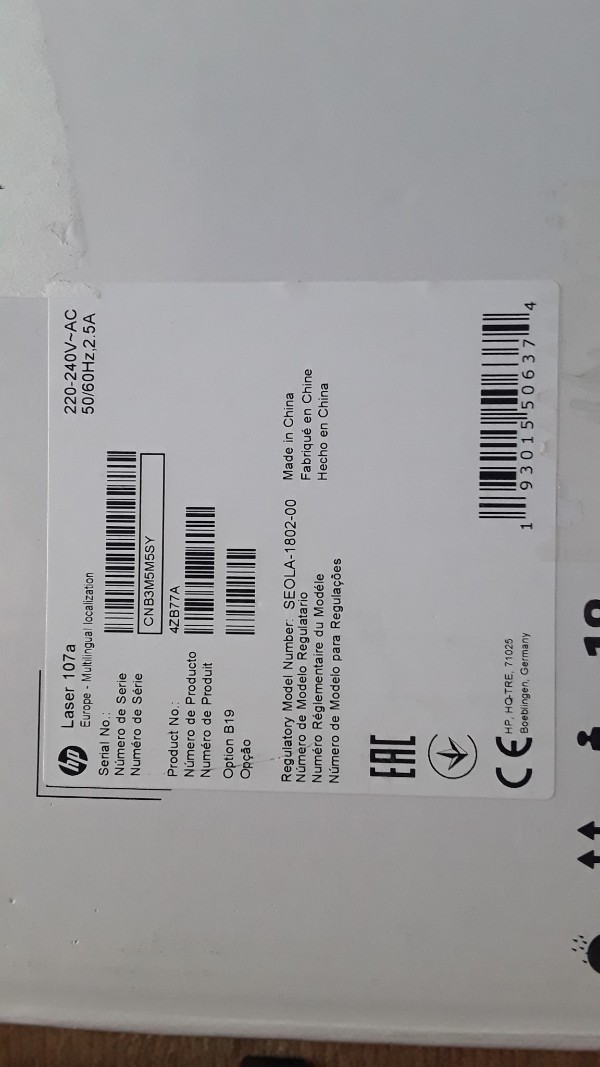 hp
Laser 107a
220-240V~AC
Europe - Multilingual localization
50/60Hz,2.5A
Serial No.:
Número de Serie
Numéro de Série
CNB3M5M5SY
Product No.:
4ZB77A
Número de Producto
Numéro de Produit
Option B19
Opção
Regulatory Model Number: SEOLA-1802-00
Número de Modelo Regulatario
Numéro Réglementaire du Modéle
Número de Modelo para Regulações
Made in China
Fabriqué en Chine
Hecho en China
EAC
CE
HP, HQ-TRE, 71025
Boeblingen, Germany
1 93015 50637 4